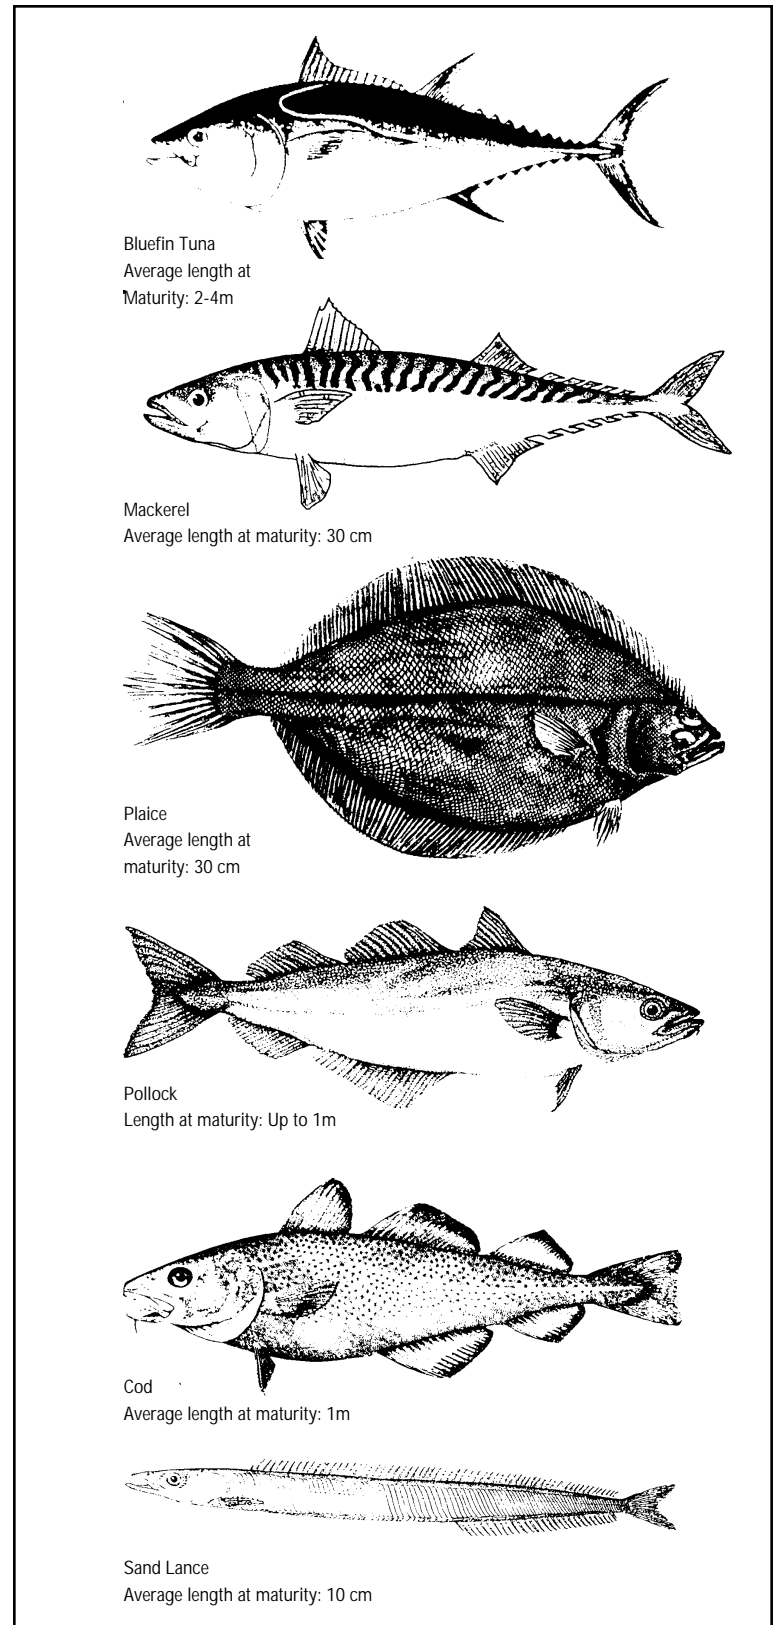 Bluefin Tuna
Average length at
Maturity: 2-4m
Mackerel
Average length at maturity: 30 cm
Plaice
Average length at
maturity: 30 cm
Pollock
Length at maturity: Up to 1m
Cod
Average length at maturity: 1m
Sand Lance
Average length at maturity: 10 cm